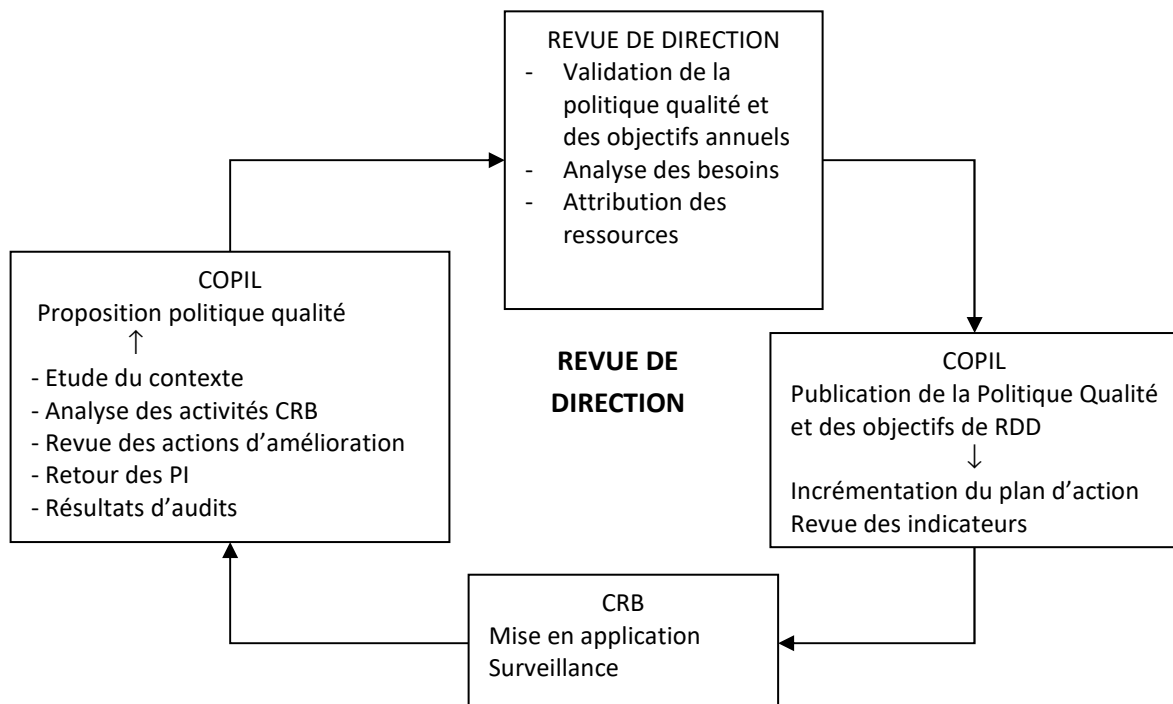 REVUE DE DIRECTION
- Validation de la
politique qualité et
des objectifs annuels
- Analyse des besoins
- Attribution des
ressources
COPIL
Proposition politique qualité
↑
- Etude du contexte
- Analyse des activités CRB
- Revue des actions d’amélioration
- Retour des PI
- Résultats d’audits
REVUE DE
DIRECTION
COPIL
Publication de la Politique Qualité
et des objectifs de RDD
↓
Incrémentation du plan d’action
Revue des indicateurs
CRB
Mise en application
Surveillance